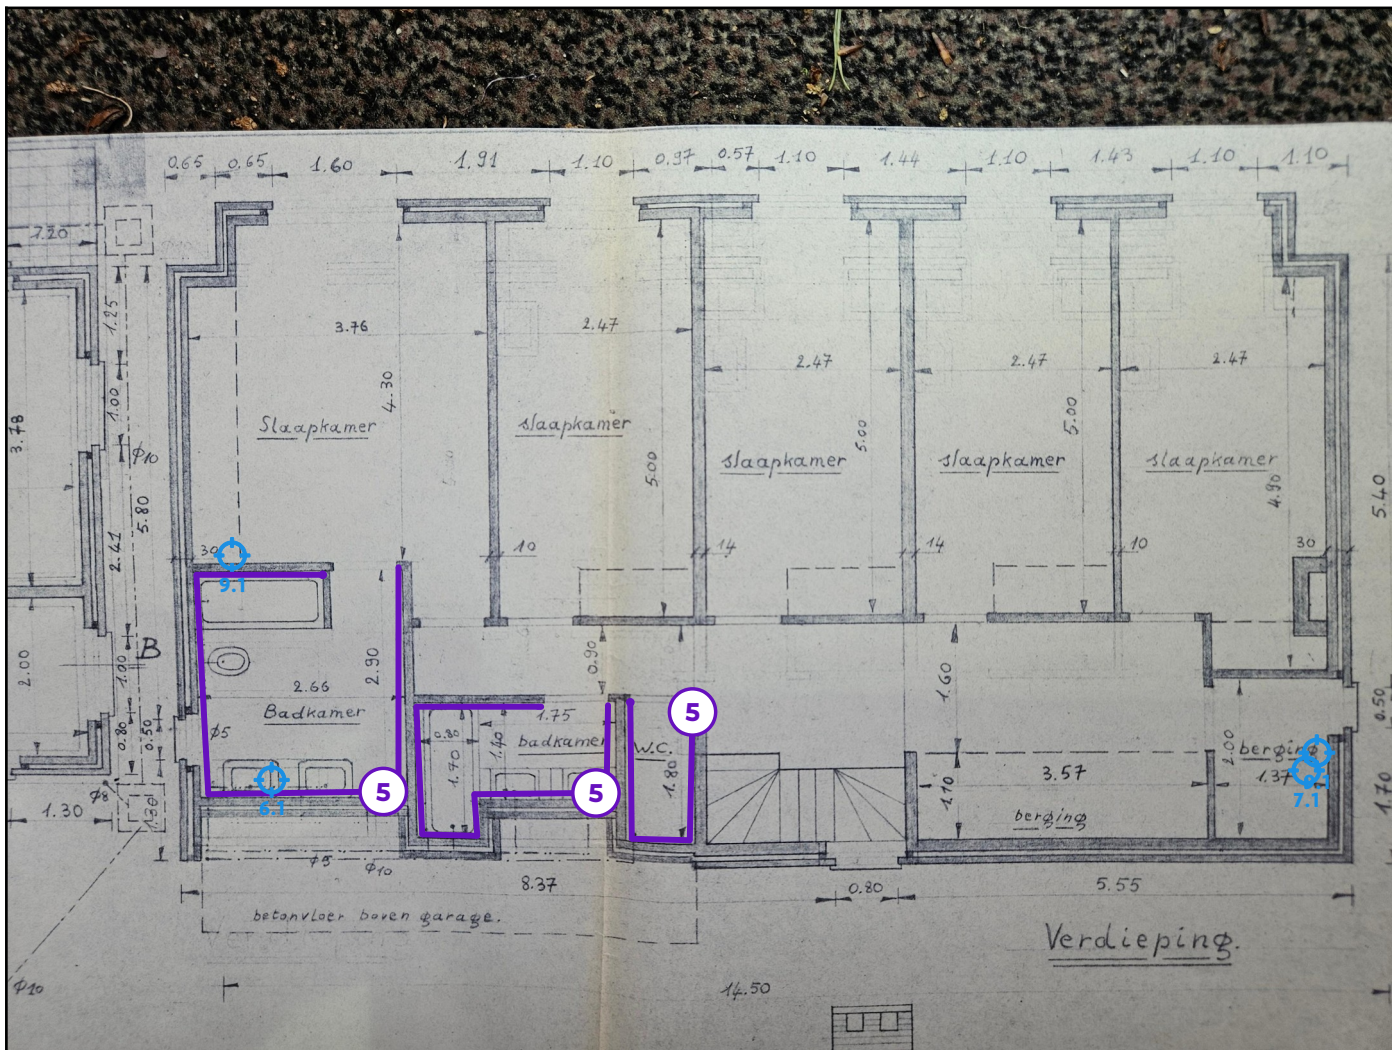 0.65 0.65 1.60 1.91 1.10 0.97 0.57 1.10 1.44 1.10 1.43 1.10 1.10
7.20
1.25
3.76
2.47
2.47
2.47
2.47
4.30
1.00
3.78
Slaapkamer
slaapkamer
slaapkamer
slaapkamer
slaapkamer
φ10
5.00
5.00
5.00
4.90
5.40
5.80
2.41
30
10
14
14
10
30
9.1
B
2.00
1.00
2.90
0.90
1.60
2.66
Badkamer
φ5
0.80
0.50
1.75
0.86
badkamer
1.40
1.70
W.C.
1.80
5
5
5
6.1
1.10
3.57
berging
2.00
berging
1.37
7.1
0.50
1.70
φ8
1.30
1.30
φ5
φ10
8.37
0.80
5.55
betonvloer boven garage.
Verdieping.
φ10
14.50